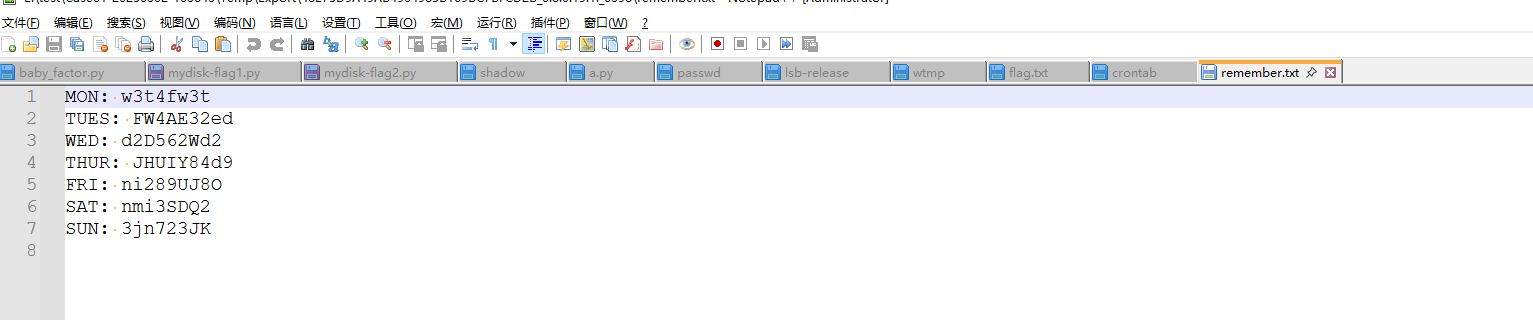 文件(F) 编辑(E) 搜索(S) 视图(V) 编码(N) 语言(L) 设置(T) 工具(O) 宏(M) 运行(R) 插件(P) 窗口(W) ?
baby_factor.py mydisk-flag1.py mydisk-flag2.py shadow a.py passwd lsb-release wtmp flag.txt crontab remember.txt
1 MON: w3t4fw3t
2 TUES: FW4AE32ed
3 WED: d2D562Wd2
4 THUR: JHUIY84d9
5 FRI: ni289UJ8O
6 SAT: nmi3SDQ2
7 SUN: 3jn723JK
8